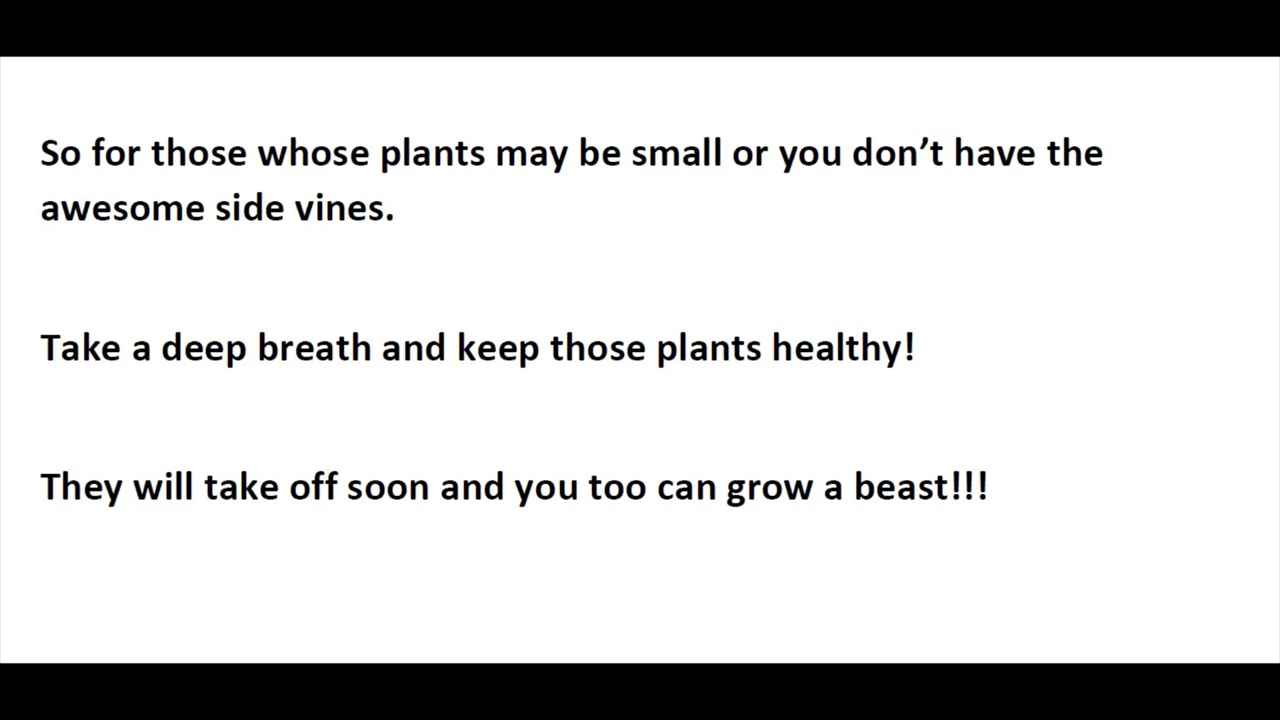 So for those whose plants may be small or you don’t have the
awesome side vines.
Take a deep breath and keep those plants healthy!
They will take off soon and you too can grow a beast!!!